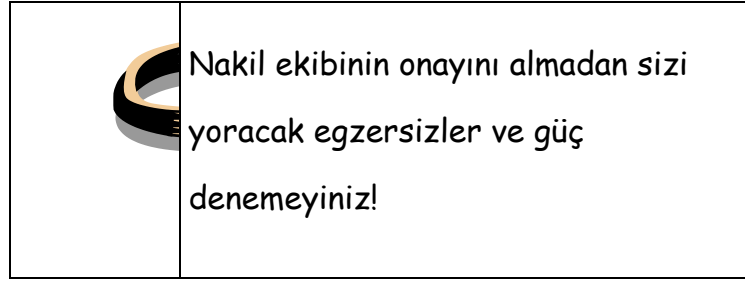 Nakil ekibinin onayını almadan sizi
yoracak egzersizler ve güç
denemeyiniz!